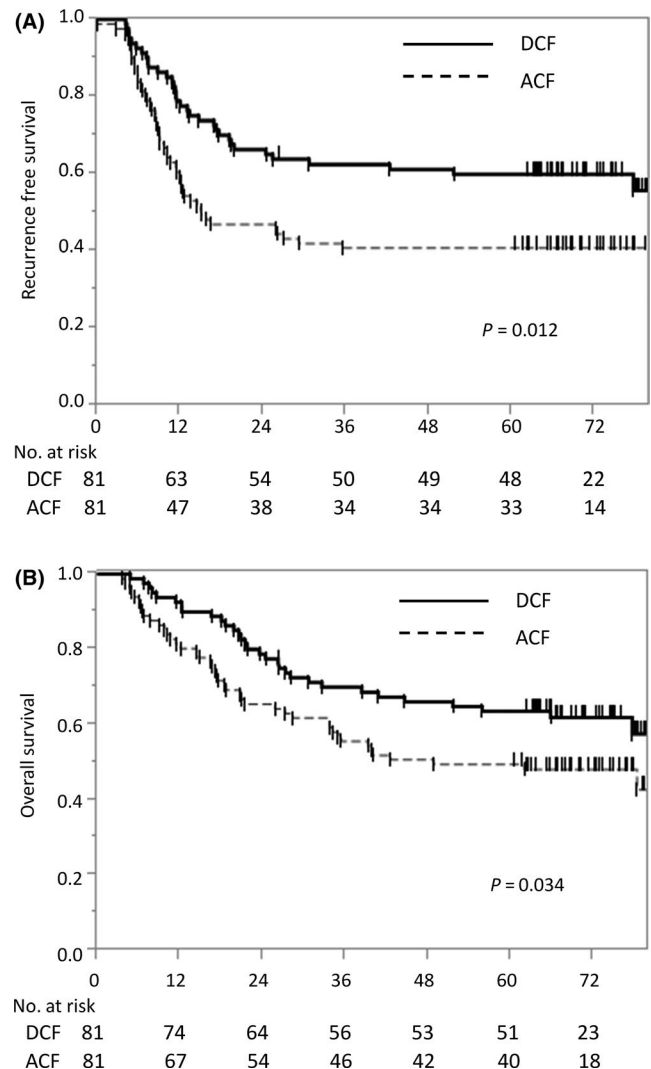 (A)
Recurrence free survival
1.0
0.8
0.6
0.4
0.2
0.0
DCF
ACF
P = 0.012
0 12 24 36 48 60 72
No. at risk
DCF 81 63 54 50 49 48 22
ACF 81 47 38 34 34 33 14
(B)
Overall survival
1.0
0.8
0.6
0.4
0.2
0.0
DCF
ACF
P = 0.034
0 12 24 36 48 60 72
No. at risk
DCF 81 74 64 56 53 51 23
ACF 81 67 54 46 42 40 18